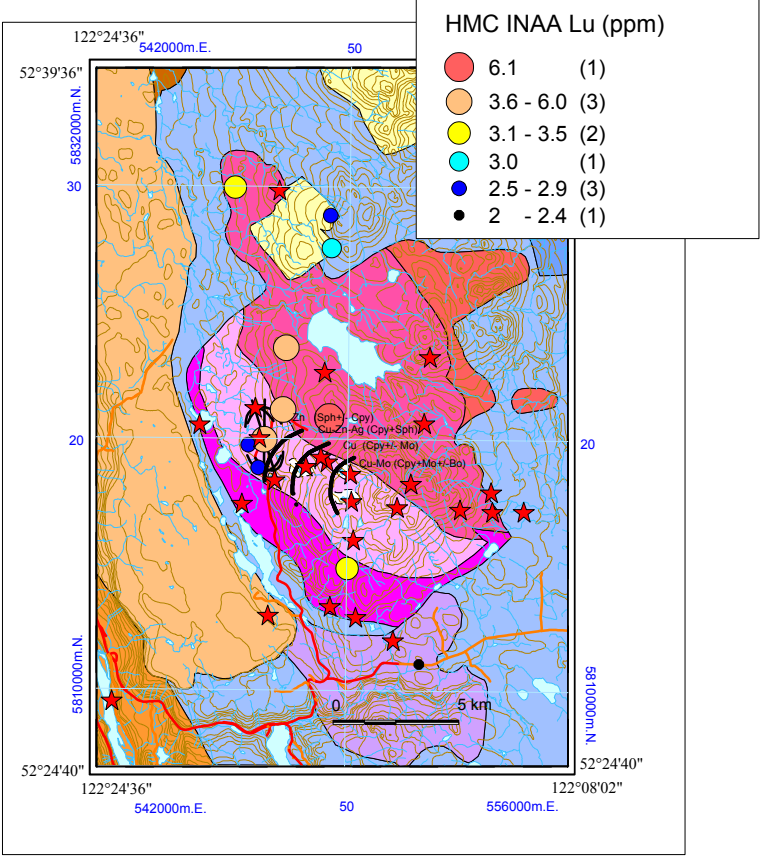 HMC INAA Lu (ppm)
6.1 (1)
3.6 - 6.0 (3)
3.1 - 3.5 (2)
3.0 (1)
2.5 - 2.9 (3)
2 - 2.4 (1)
122°24'36"
542000m.E.
50
52°39'36"
5832000m.N.
30
Zn (Sph+/- Cpy)
Cu-Zn-Ag (Cpy+Sph)
Cu (Cpy+/- Mo)
Cu-Mo (Cpy+Mo+/-Bo)
20
20
5810000m.N.
5810000m.N.
0 5 km
52°24'40"
52°24'40"
122°24'36"
122°08'02"
542000m.E.
50
556000m.E.